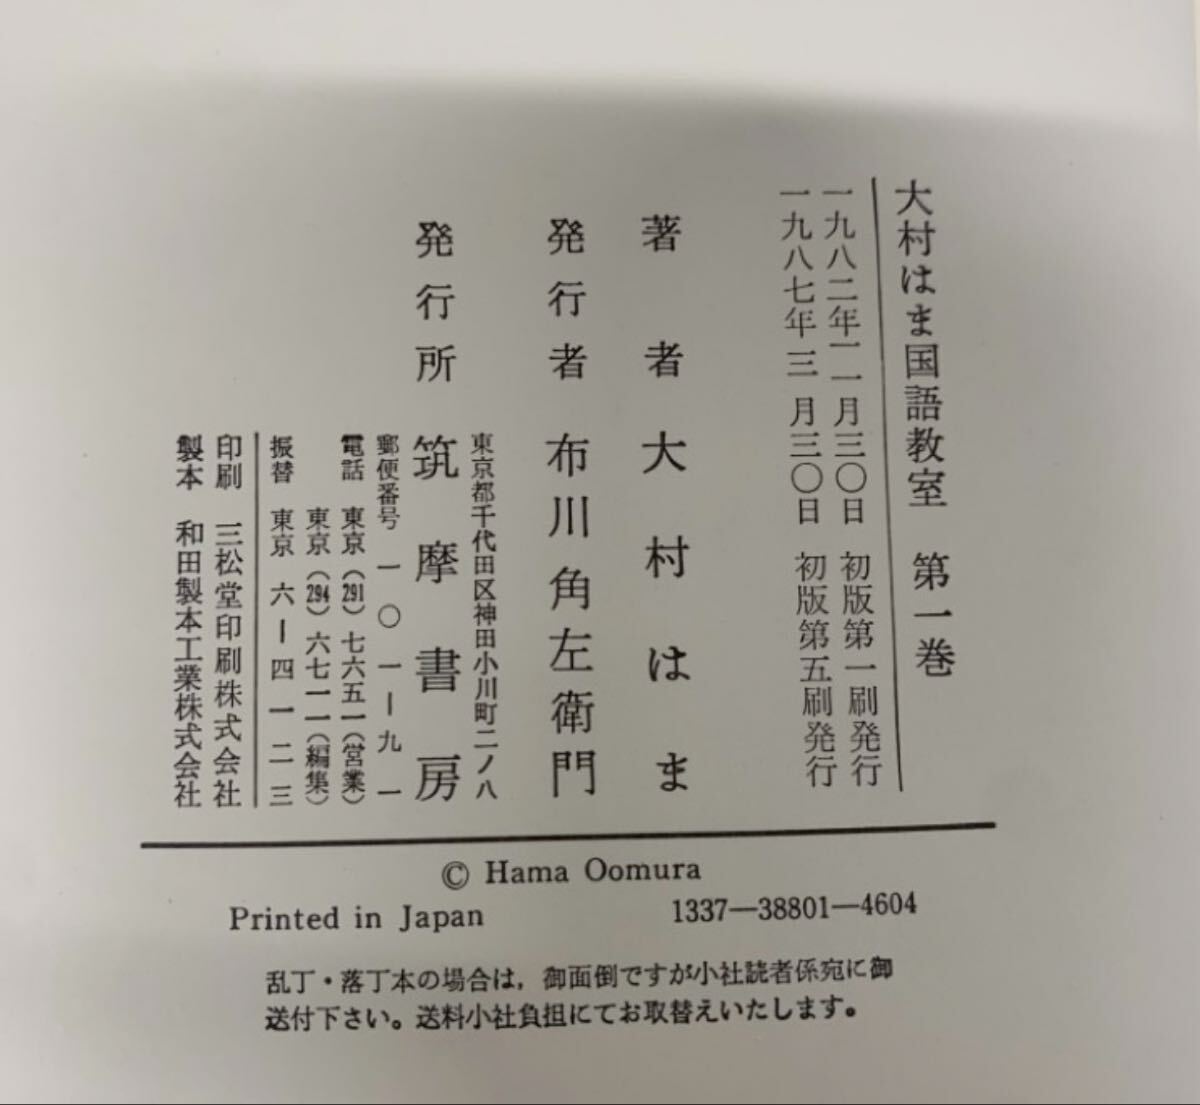 大村はま国語教室　第一巻
一九八二年一一月三〇日　初版第一刷発行
一九八七年三月三〇日　初版第五刷発行
著者　大村はま
発行者　布川角左衛門
東京都千代田区神田小川町二ノ八
発行所　筑摩書房
郵便番号　一〇一―九一
電話　東京（291）七六五一（営業）
東京（294）六七一一（編集）
振替　東京　六―四一二三
印刷　三松堂印刷株式会社
製本　和田製本工業株式会社
© Hama Oomura
Printed in Japan　1337―38801―4604
乱丁・落丁本の場合は，御面倒ですが小社読者係宛に御
送付下さい。送料小社負担にてお取替えいたします。